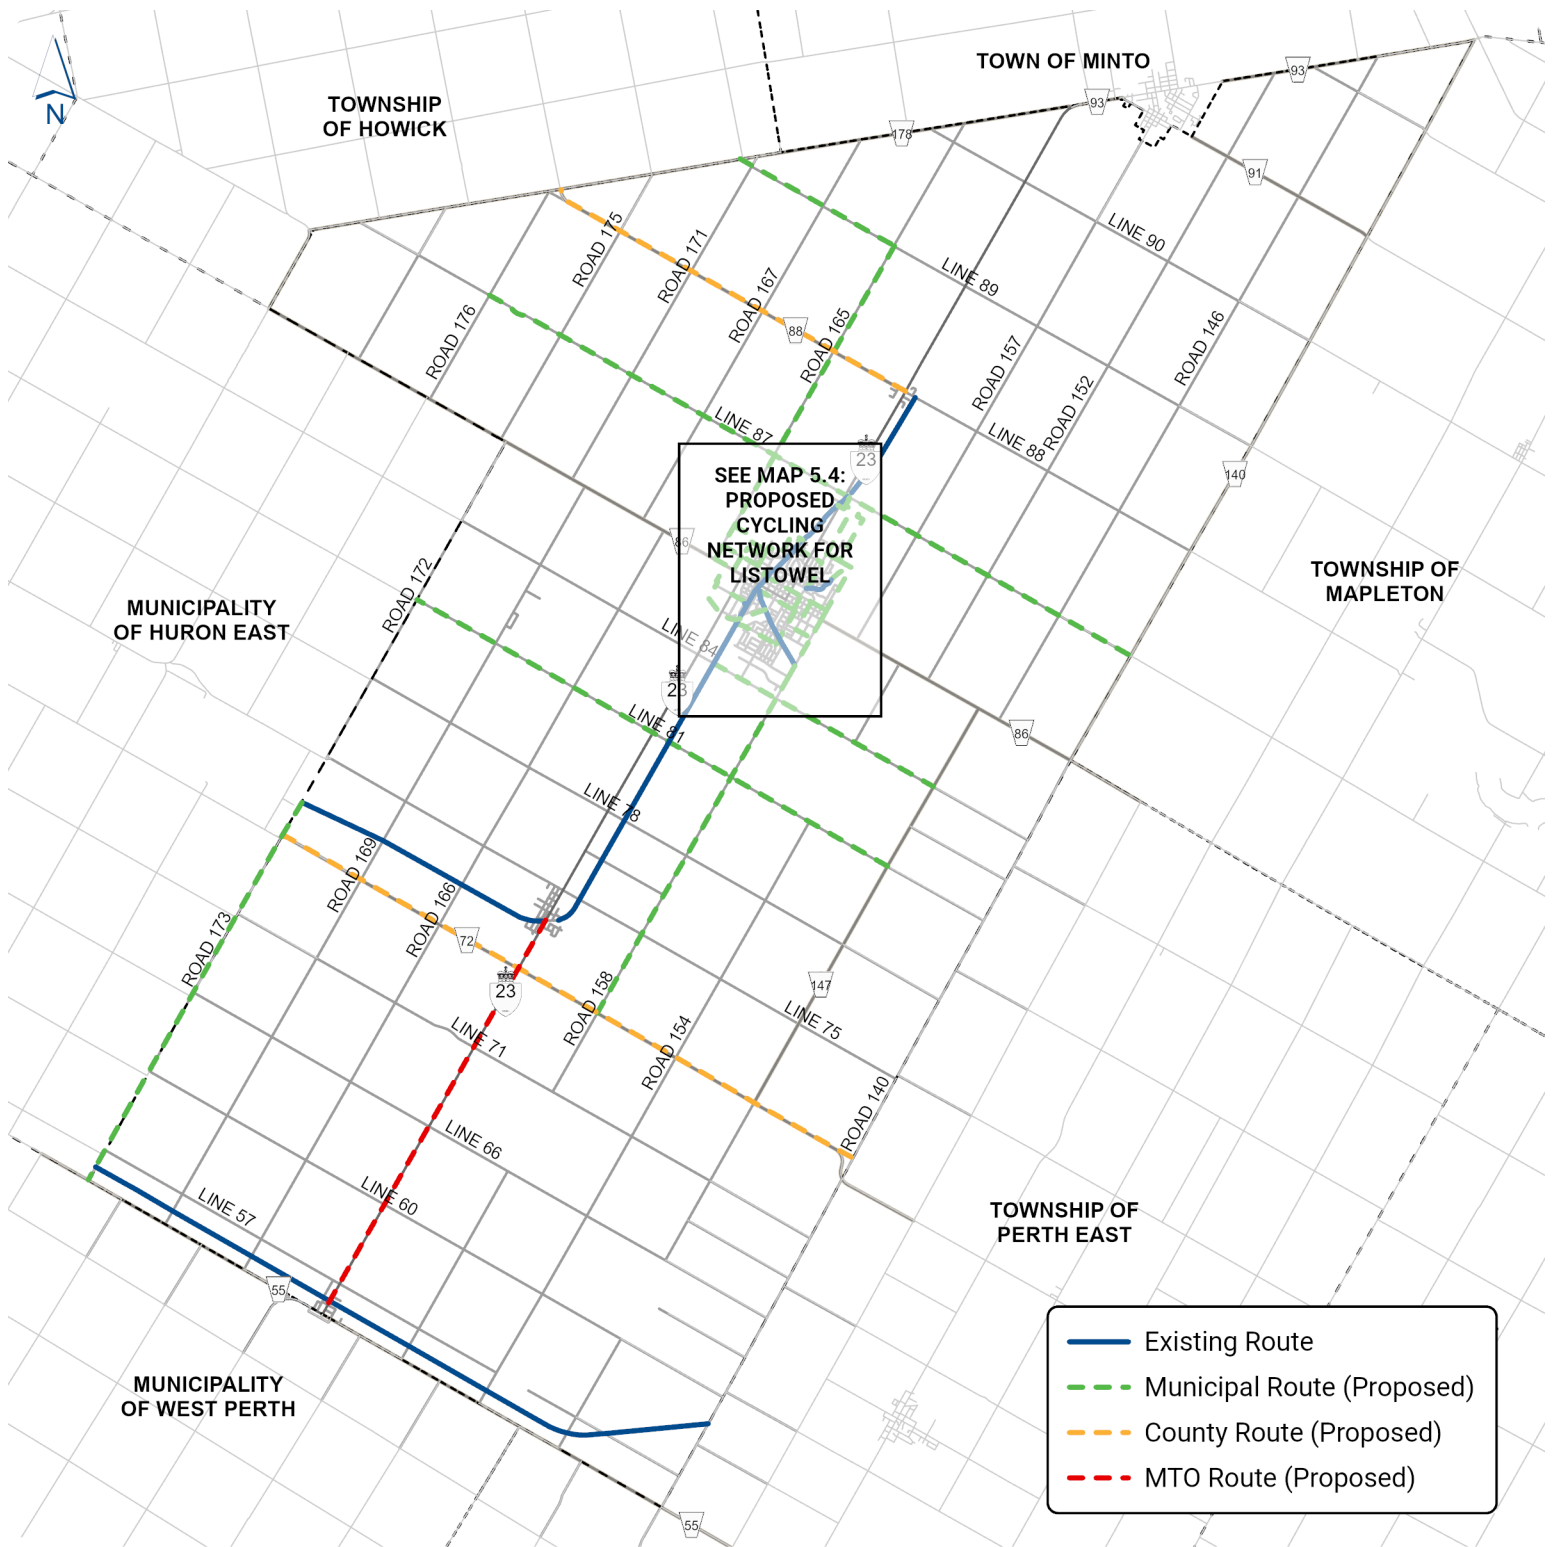 TOWN OF MINTO
93
93
TOWNSHIP
OF HOWICK
N
178
91
ROAD 175
LINE 90
ROAD 171
LINE 89
ROAD 167
ROAD 176
88
ROAD 165
ROAD 146
ROAD 157
ROAD 152
LINE 87
LINE 88
23
140
SEE MAP 5.4:
PROPOSED
CYCLING
NETWORK FOR
LISTOWEL
86
ROAD 172
TOWNSHIP OF
MAPLETON
MUNICIPALITY
OF HURON EAST
LINE 84
23
LINE 81
86
LINE 78
ROAD 169
ROAD 166
72
ROAD 173
23
147
ROAD 158
LINE 75
LINE 71
ROAD 154
ROAD 140
LINE 66
LINE 60
LINE 57
TOWNSHIP OF
PERTH EAST
55
MUNICIPALITY
OF WEST PERTH
55
Existing Route
Municipal Route (Proposed)
County Route (Proposed)
MTO Route (Proposed)